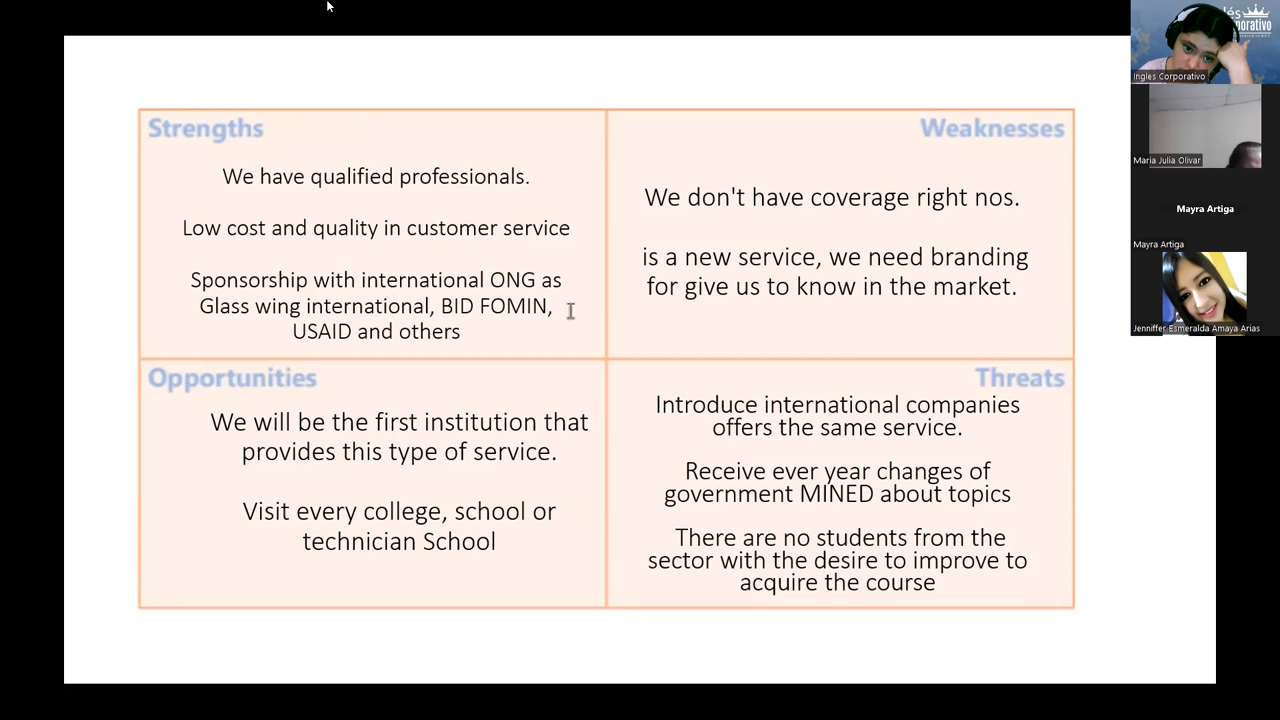 Strengths
We have qualified professionals.
Low cost and quality in customer service
Sponsorship with international ONG as
Glass wing international, BID FOMIN,
USAID and others
Weaknesses
We don't have coverage right nos.
is a new service, we need branding
for give us to know in the market.
Opportunities
We will be the first institution that
provides this type of service.
Visit every college, school or
technician School
Threats
Introduce international companies
offers the same service.
Receive ever year changes of
government MINED about topics
There are no students from the
sector with the desire to improve to
acquire the course
Ingles Corporativo
Maria Julia Olivar
Mayra Artiga
Mayra Artiga
Jenniffer Esmeralda Amaya Arias